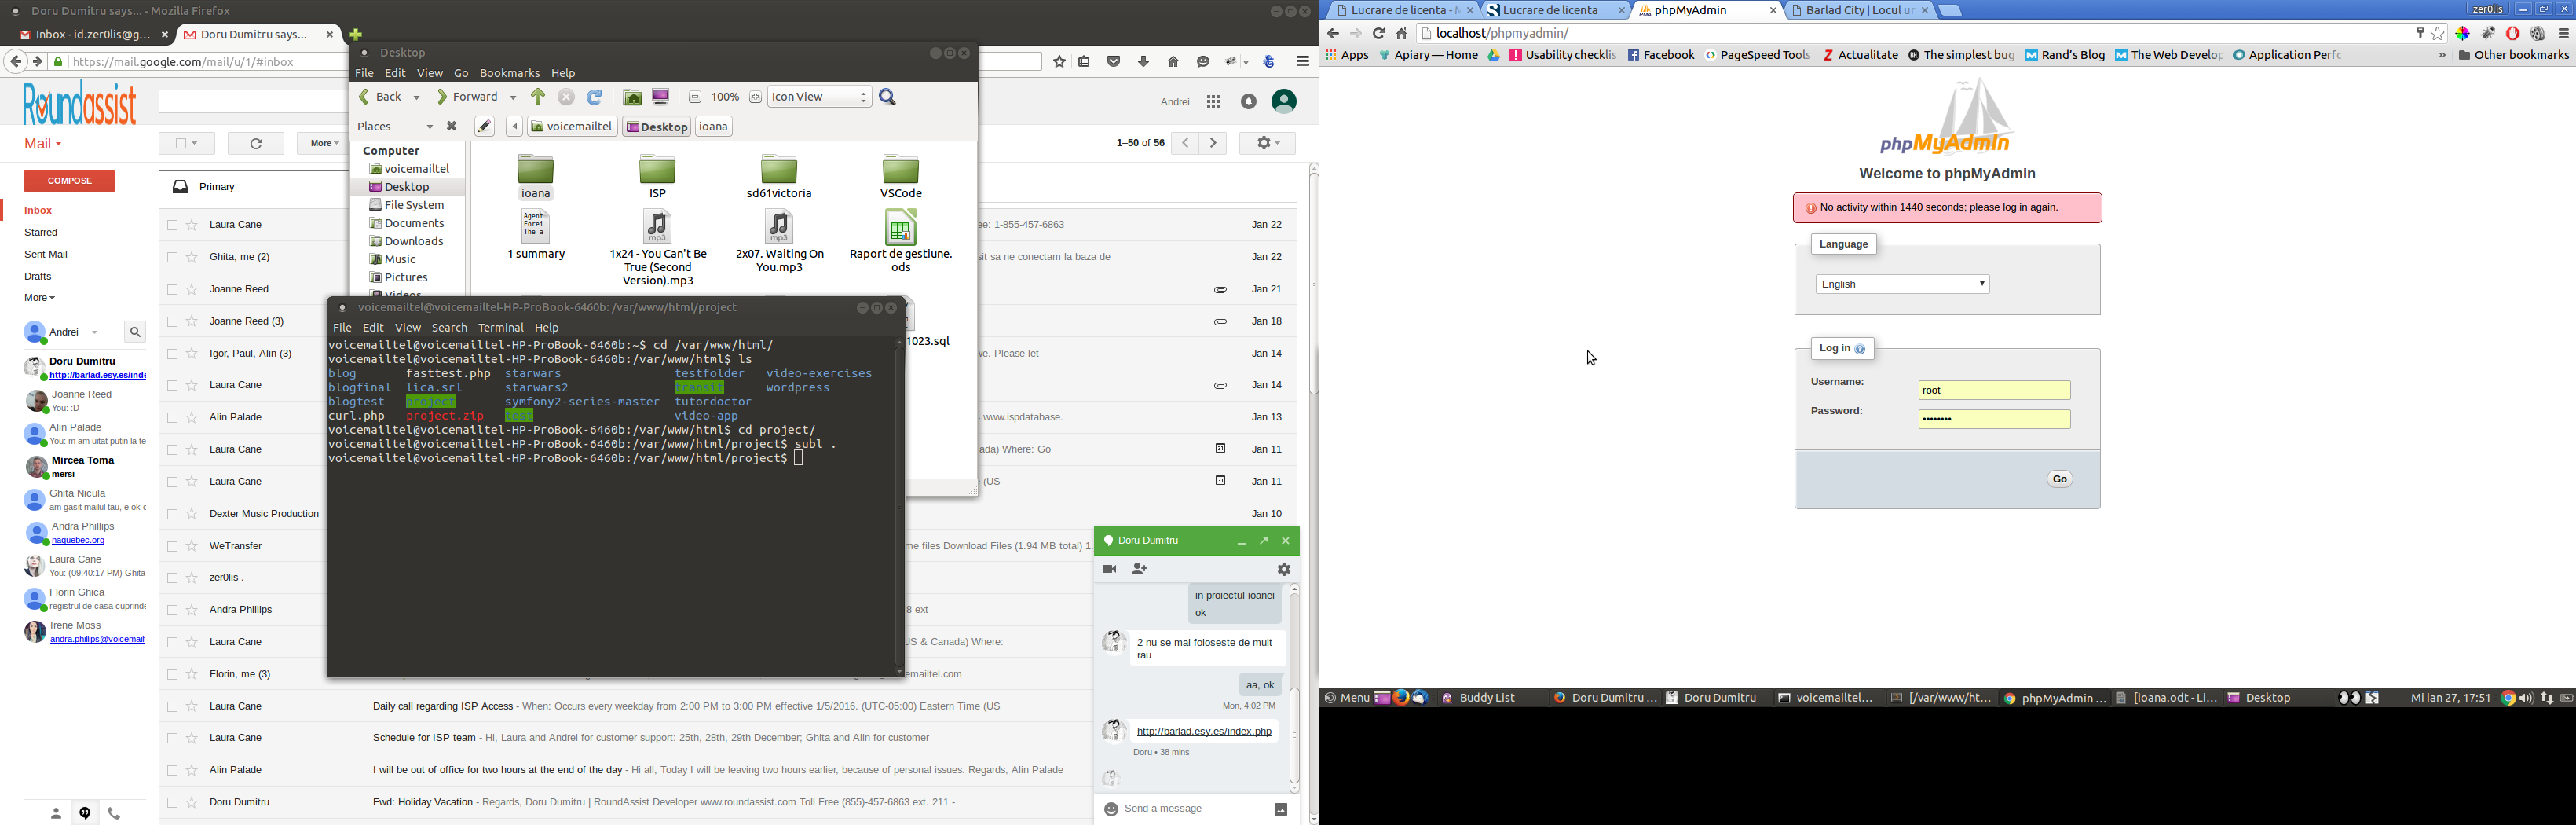 Doru Dumitru says... - Mozilla Firefox
Inbox - id.zer0lis@g...
Doru Dumitru says...
https://mail.google.com/mail/u/1/#inbox
Roundassist
Andrei
Mail
More
1–50 of 56
COMPOSE
Primary
Inbox
Starred
Sent Mail
Drafts
More
Andrei
Doru Dumitru
http://barlad.esy.es/inde
Joanne Reed
You: :D
Alin Palade
You: m am uitat putin la te
Mircea Toma
mersi
Ghita Nicula
am gasit mailul tau, e ok c
Andra Phillips
naquebec.org
Laura Cane
You: (09:40:17 PM) Ghita
Florin Ghica
registrul de casa cuprinde
Irene Moss
andra.phillips@voicemailt
Laura Cane
ee: 1-855-457-6863 Jan 22
Ghita, me (2)
sit sa ne conectam la baza de Jan 22
Joanne Reed
Jan 21
Joanne Reed (3)
Jan 18
Igor, Paul, Alin (3)
we. Please let Jan 14
Laura Cane
Jan 14
Alin Palade
www.ispdatabase. Jan 13
Laura Cane
ada) Where: Go Jan 11
Laura Cane
(US Jan 11
Dexter Music Production
Jan 10
WeTransfer
me files Download Files (1.94 MB total) 1.
zer0lis .
Andra Phillips
8 ext
Laura Cane
US & Canada) Where:
Florin, me (3)
emailtel.com
Laura Cane
Daily call regarding ISP Access - When: Occurs every weekday from 2:00 PM to 3:00 PM effective 1/5/2016. (UTC-05:00) Eastern Time (US
Laura Cane
Schedule for ISP team - Hi, Laura and Andrei for customer support: 25th, 28th, 29th December; Ghita and Alin for customer
Alin Palade
I will be out of office for two hours at the end of the day - Hi all, Today I will be leaving two hours earlier, because of personal issues. Regards, Alin Palade
Doru Dumitru
Fwd: Holiday Vacation - Regards, Doru Dumitru | RoundAssist Developer www.roundassist.com Toll Free (855)-457-6863 ext. 211 -
Desktop
File Edit View Go Bookmarks Help
Back Forward 100% Icon View
Places voicemailtel Desktop ioana
Computer
voicemailtel
Desktop
File System
Documents
Downloads
Music
Pictures
Videos
ioana
ISP
sd61victoria
VSCode
Agent
Forei
The a
1 summary
mp3
1x24 - You Can't Be
True (Second
Version).mp3
mp3
2x07. Waiting On
You.mp3
Raport de gestiune.
ods
1023.sql
voicemailtel@voicemailtel-HP-ProBook-6460b: /var/www/html/project
File Edit View Search Terminal Help
voicemailtel@voicemailtel-HP-ProBook-6460b:~$ cd /var/www/html/
voicemailtel@voicemailtel-HP-ProBook-6460b:/var/www/html$ ls
blog fasttest.php starwars testfolder video-exercises
blogfinal lica.srl starwars2 transit wordpress
blogtest project symfony2-series-master tutordoctor
curl.php project.zip test video-app
voicemailtel@voicemailtel-HP-ProBook-6460b:/var/www/html$ cd project/
voicemailtel@voicemailtel-HP-ProBook-6460b:/var/www/html/project$ subl .
voicemailtel@voicemailtel-HP-ProBook-6460b:/var/www/html/project$
Doru Dumitru
in proiectul ioanei
ok
2 nu se mai foloseste de mult
rau
aa, ok
Mon, 4:02 PM
http://barlad.esy.es/index.php
Doru • 38 mins
Send a message
Lucrare de licenta - M
Lucrare de licenta
phpMyAdmin
Barlad City | Locul un
zer0lis
localhost/phpmyadmin/
Apps
Apiary — Home
Usability checklis
Facebook
PageSpeed Tools
Actualitate
The simplest bug
Rand's Blog
The Web Develop
Application Perfo
»
Other bookmarks
phpMyAdmin
Welcome to phpMyAdmin
No activity within 1440 seconds; please log in again.
Language
English
Log in
Username:
root
Password:
••••••••
Go
Menu
Buddy List
Doru Dumitru ...
Doru Dumitru
voicemailtel...
[/var/www/ht...
phpMyAdmin ...
[ioana.odt - Li...
Desktop
Mi ian 27, 17:51